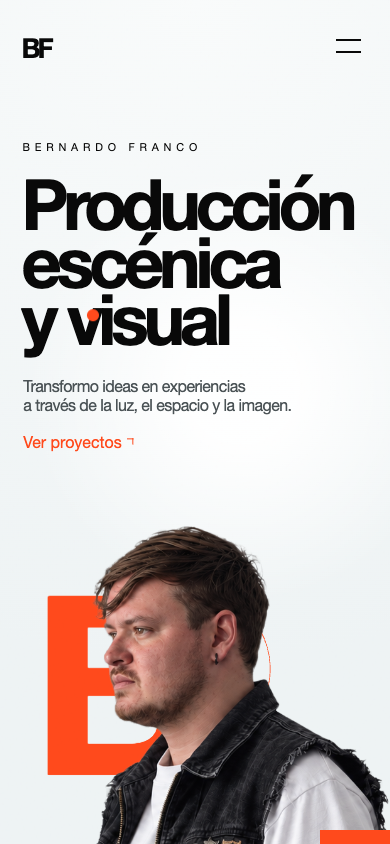 BF
BERNARDO FRANCO
Producción
escénica
y visual
Transformo ideas en experiencias
a través de la luz, el espacio y la imagen.
Ver proyectos
B